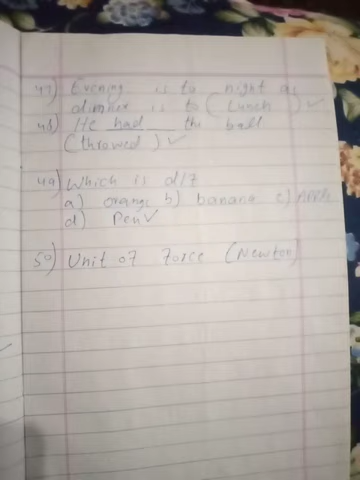 47) Evening is to night as
dinner is to (Lunch) ✓
48) He had the ball
(throwed) ✓
49) Which is dif
a) orange b) banana c) Apple
d) Pen ✓
50) Unit of Force (Newton)